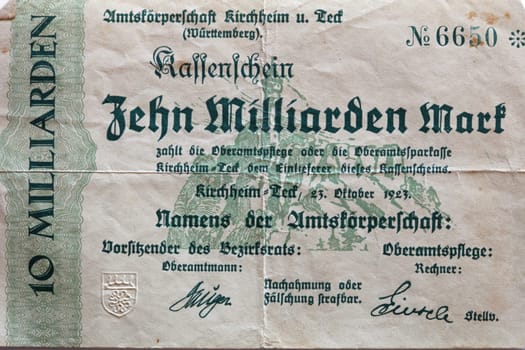 10 MILLIARDEN
Amtskörperschaft Kirchheim u. Teck
(Württemberg).
№ 6650 *
Kassenschein
Zehn Milliarden Mark
zahlt die Oberamtspflege oder die Oberamtssparkasse
Kirchheim-Teck dem Einlieferer dieses Kassenscheins.
Kirchheim-Teck, 23. Oktober 1923.
Namens der Amtskörperschaft:
Vorsitzender des Bezirksrats: Oberamtspflege:
Oberamtmann: Rechner:
Nachahmung oder
Fälschung strafbar.
Stellv.